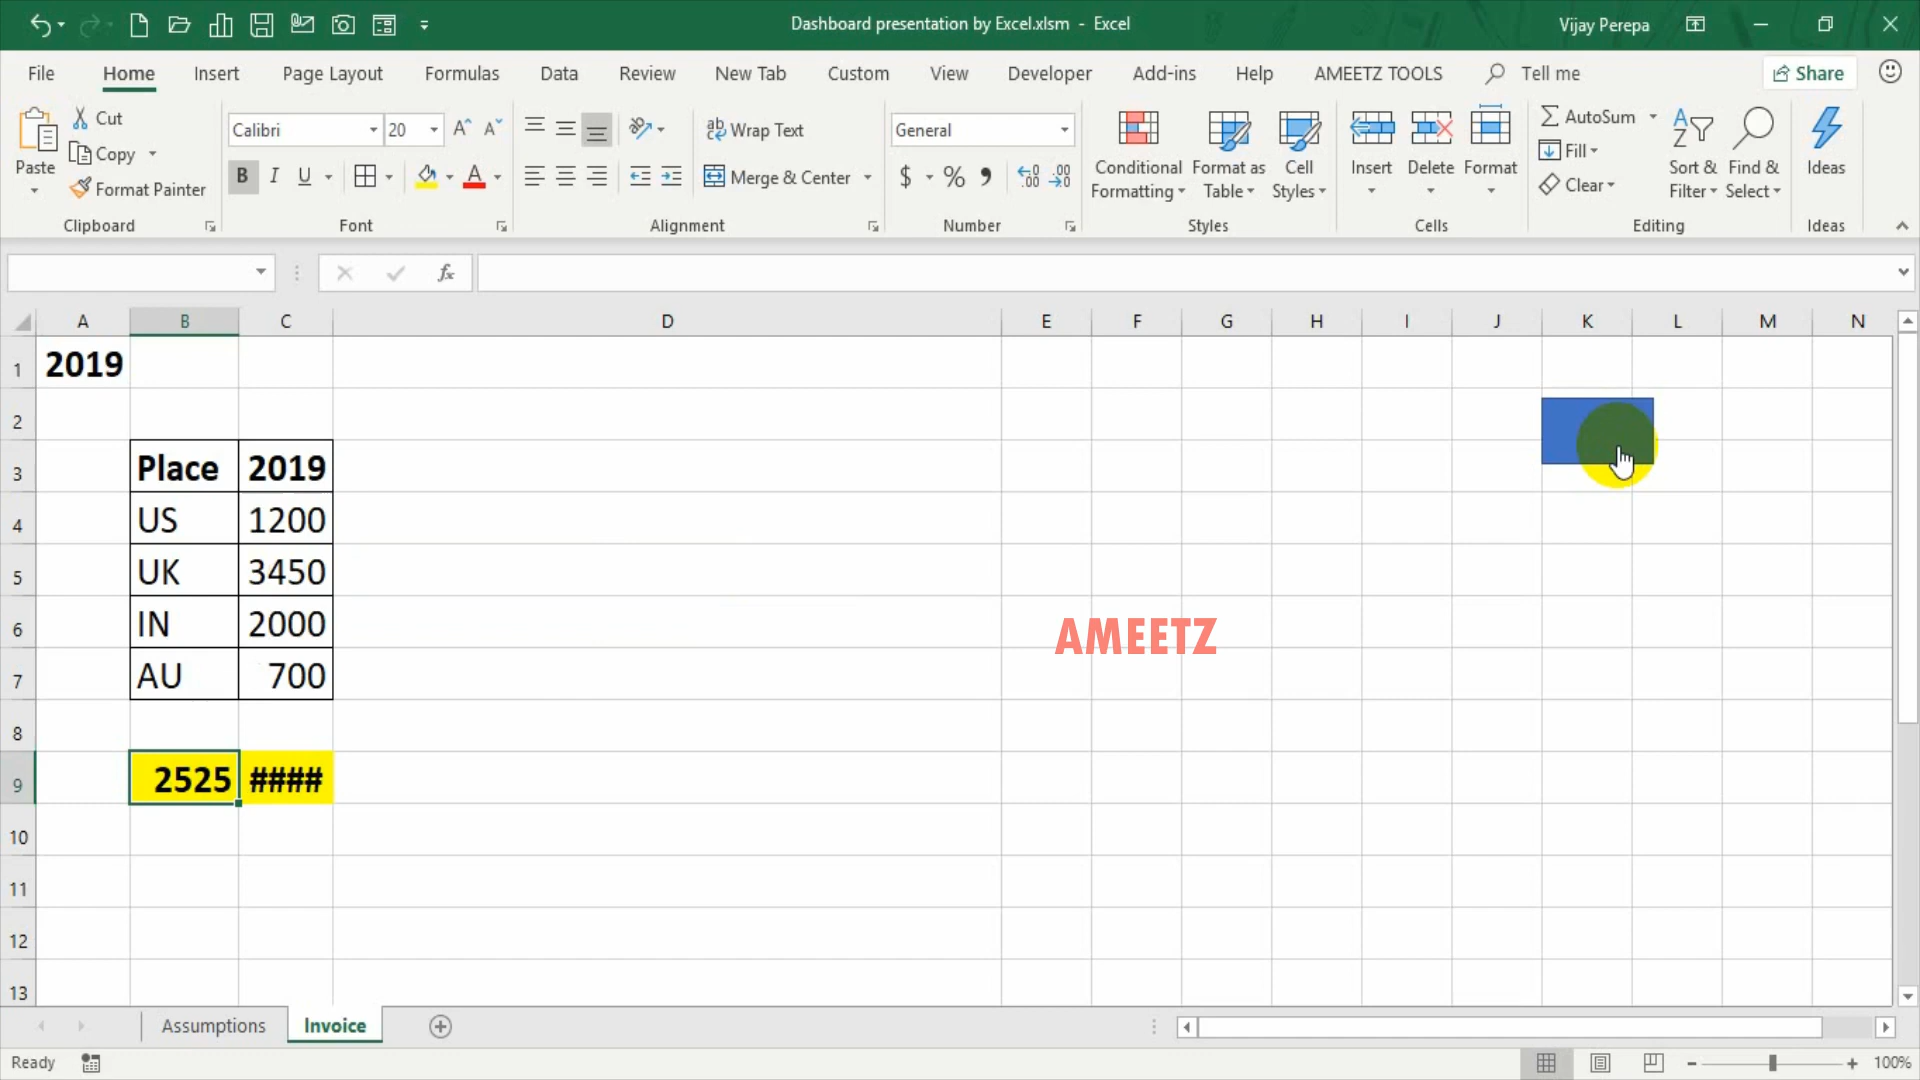 Dashboard presentation by Excel.xlsm - Excel
Vijay Perepa
File Home Insert Page Layout Formulas Data Review New Tab Custom View Developer Add-ins Help AMEETZ TOOLS Tell me Share
Paste
Cut
Copy
Format Painter
Clipboard
Calibri 20
B I U
Font
Wrap Text
Merge & Center
Alignment
General
$ % ,
Number
Conditional Formatting
Format as Table
Cell Styles
Styles
Insert Delete Format
Cells
AutoSum
Fill
Clear
Sort & Filter
Find & Select
Editing
Ideas
Ideas
fx
A B C D E F G H I J K L M N
1 2019
2
3 Place 2019
4 US 1200
5 UK 3450
6 IN 2000
AMEETZ
7 AU 700
8
9 2525 ####
10
11
12
13
Assumptions Invoice
Ready
100%